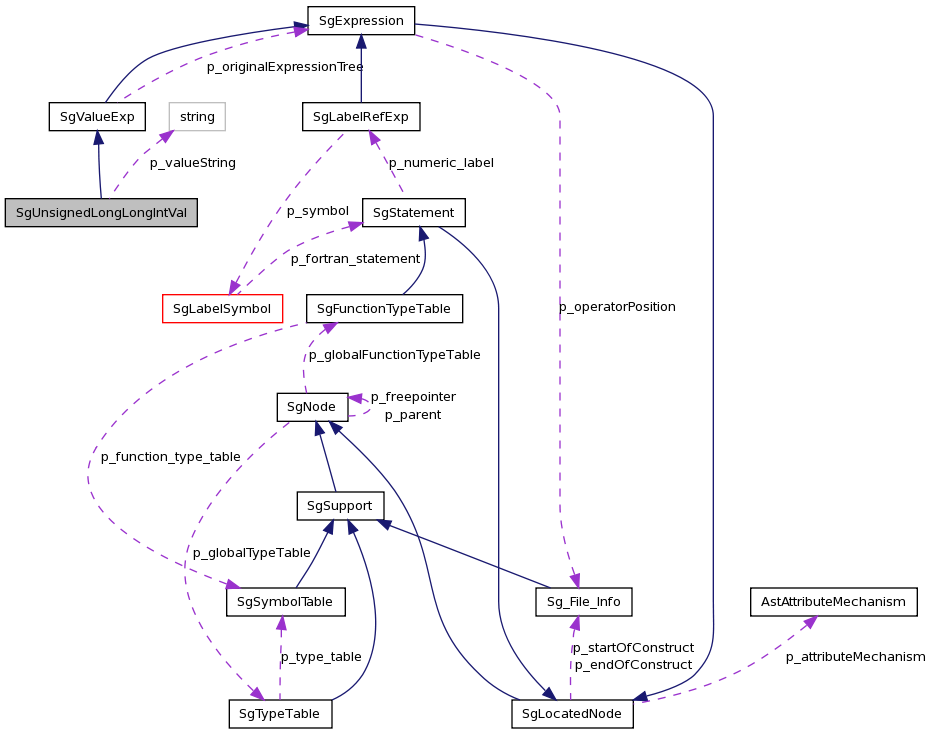 SgExpression
p_originalExpressionTree
SgValueExp
string
SgLabelRefExp
p_valueString
p_numeric_label
SgUnsignedLongLongIntVal
p_symbol
SgStatement
p_fortran_statement
SgLabelSymbol
SgFunctionTypeTable
p_operatorPosition
p_globalFunctionTypeTable
SgNode
p_freepointer
p_parent
p_function_type_table
SgSupport
p_globalTypeTable
SgSymbolTable
Sg_File_Info
AstAttributeMechanism
p_type_table
p_startOfConstruct
p_endOfConstruct
p_attributeMechanism
SgTypeTable
SgLocatedNode